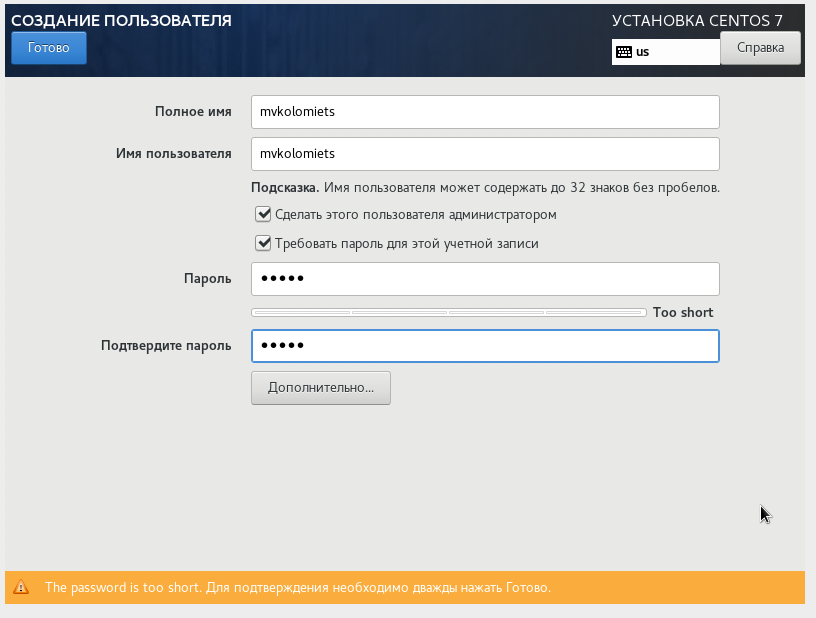 СОЗДАНИЕ ПОЛЬЗОВАТЕЛЯ
УСТАНОВКА CENTOS 7
Готово
us
Справка
Полное имя
mvkolomiets
Имя пользователя
mvkolomiets
Подсказка. Имя пользователя может содержать до 32 знаков без пробелов.
Сделать этого пользователя администратором
Требовать пароль для этой учетной записи
Пароль
●●●●●
Too short
Подтвердите пароль
●●●●●
Дополнительно...
The password is too short. Для подтверждения необходимо дважды нажать Готово.